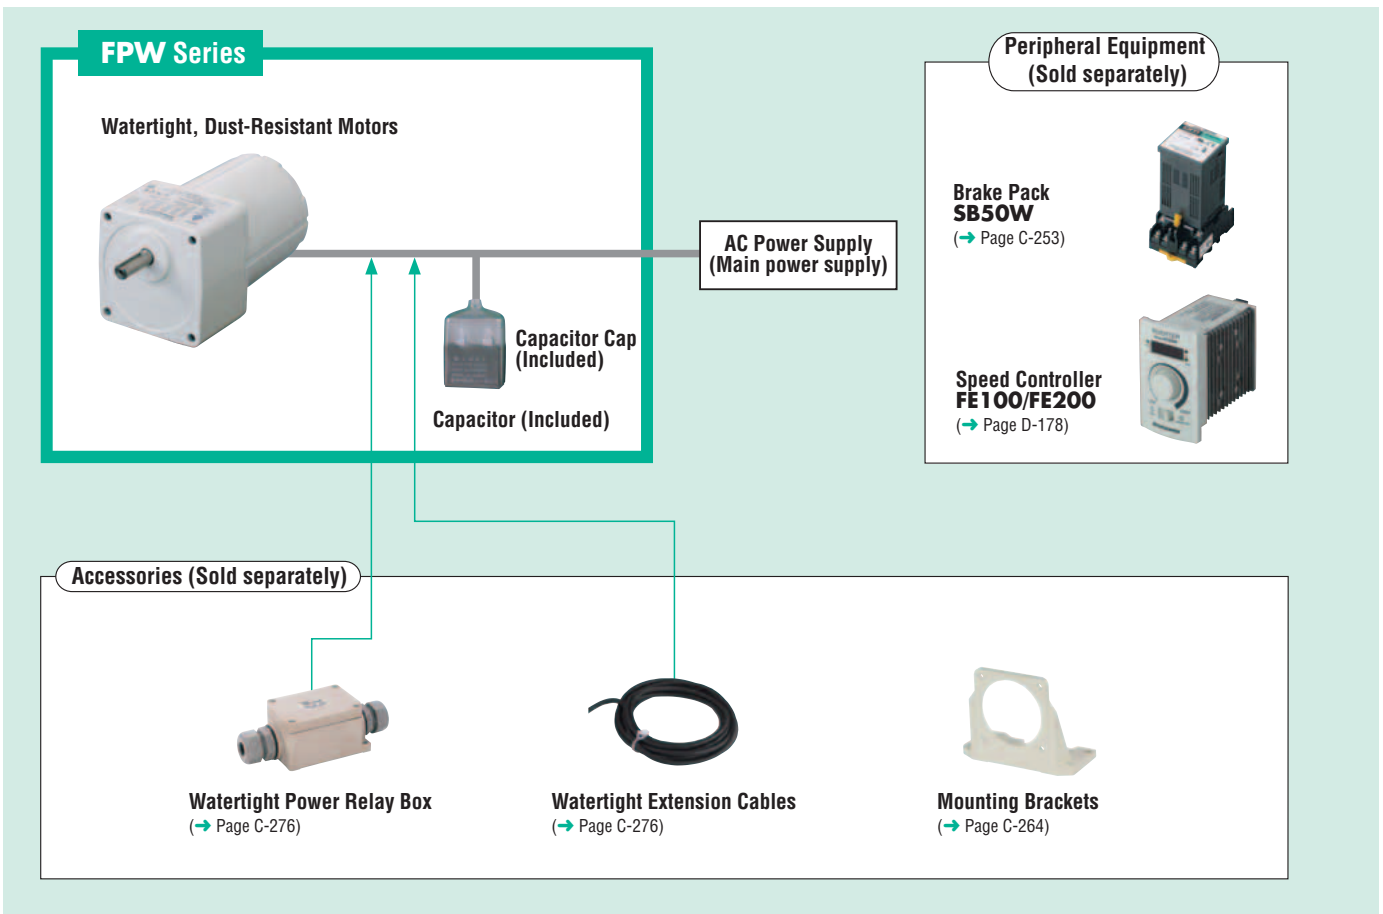 FPW Series
Watertight, Dust-Resistant Motors
Capacitor Cap
(Included)
Capacitor (Included)
AC Power Supply
(Main power supply)
Peripheral Equipment
(Sold separately)
Brake Pack
SB50W
(→ Page C-253)
Speed Controller
FE100/FE200
(→ Page D-178)
Accessories (Sold separately)
Watertight Power Relay Box
(→ Page C-276)
Watertight Extension Cables
(→ Page C-276)
Mounting Brackets
(→ Page C-264)